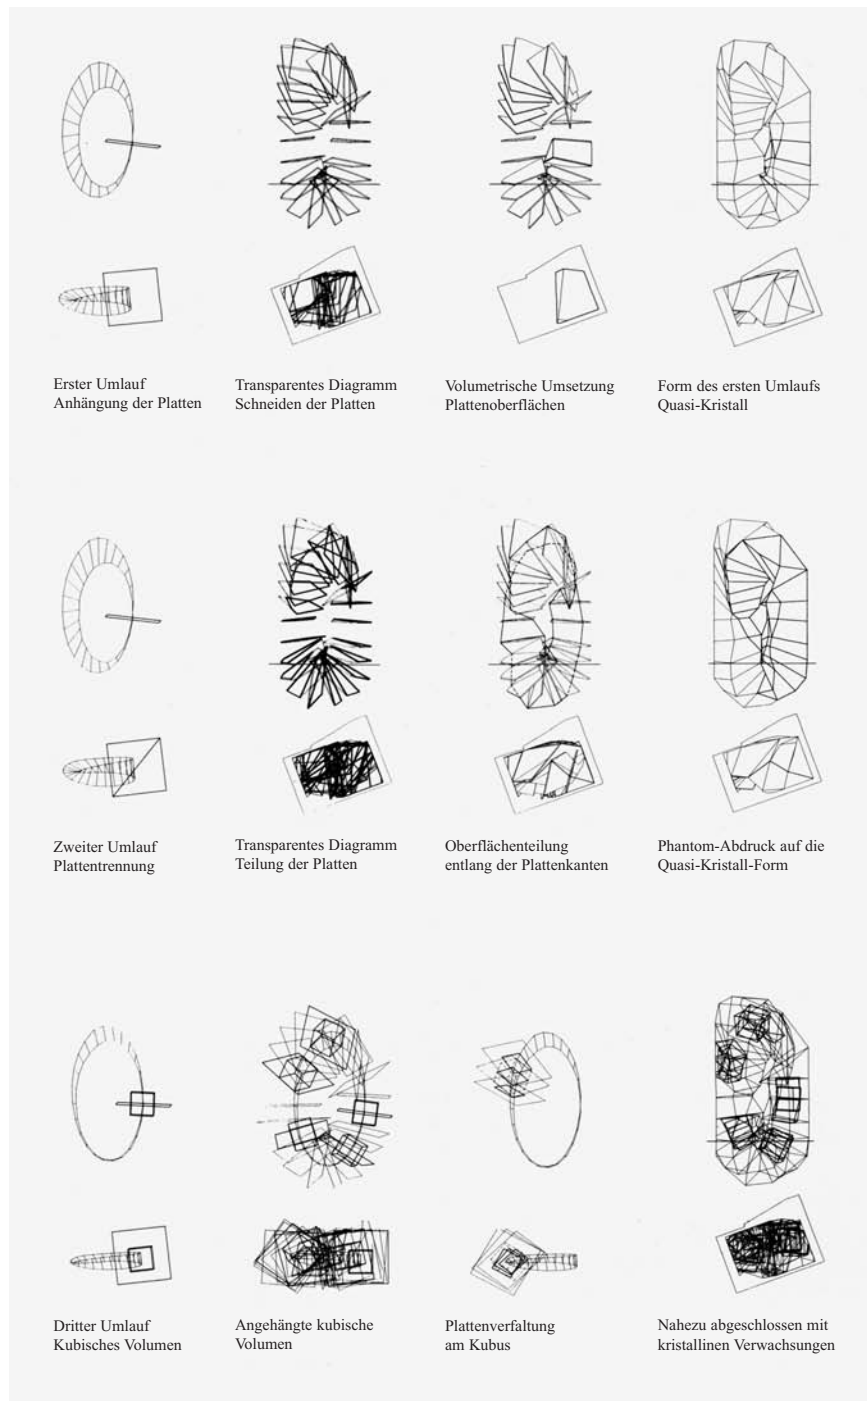 Erster Umlauf
Anhängung der Platten
Transparentes Diagramm
Schneiden der Platten
Volumetrische Umsetzung
Plattenoberflächen
Form des ersten Umlaufs
Quasi-Kristall
Zweiter Umlauf
Plattentrennung
Transparentes Diagramm
Teilung der Platten
Oberflächenteilung
entlang der Plattenkanten
Phantom-Abdruck auf die
Quasi-Kristall-Form
Dritter Umlauf
Kubisches Volumen
Angehängte kubische
Volumen
Plattenverfaltung
am Kubus
Nahezu abgeschlossen mit
kristallinen Verwachsungen